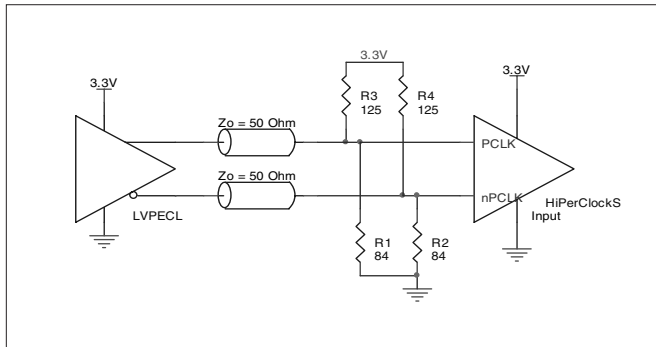 3.3V
3.3V
3.3V
R3
125
R4
125
Zo = 50 Ohm
PCLK
Zo = 50 Ohm
nPCLK
HiPerClockS
Input
LVPECL
R1
84
R2
84